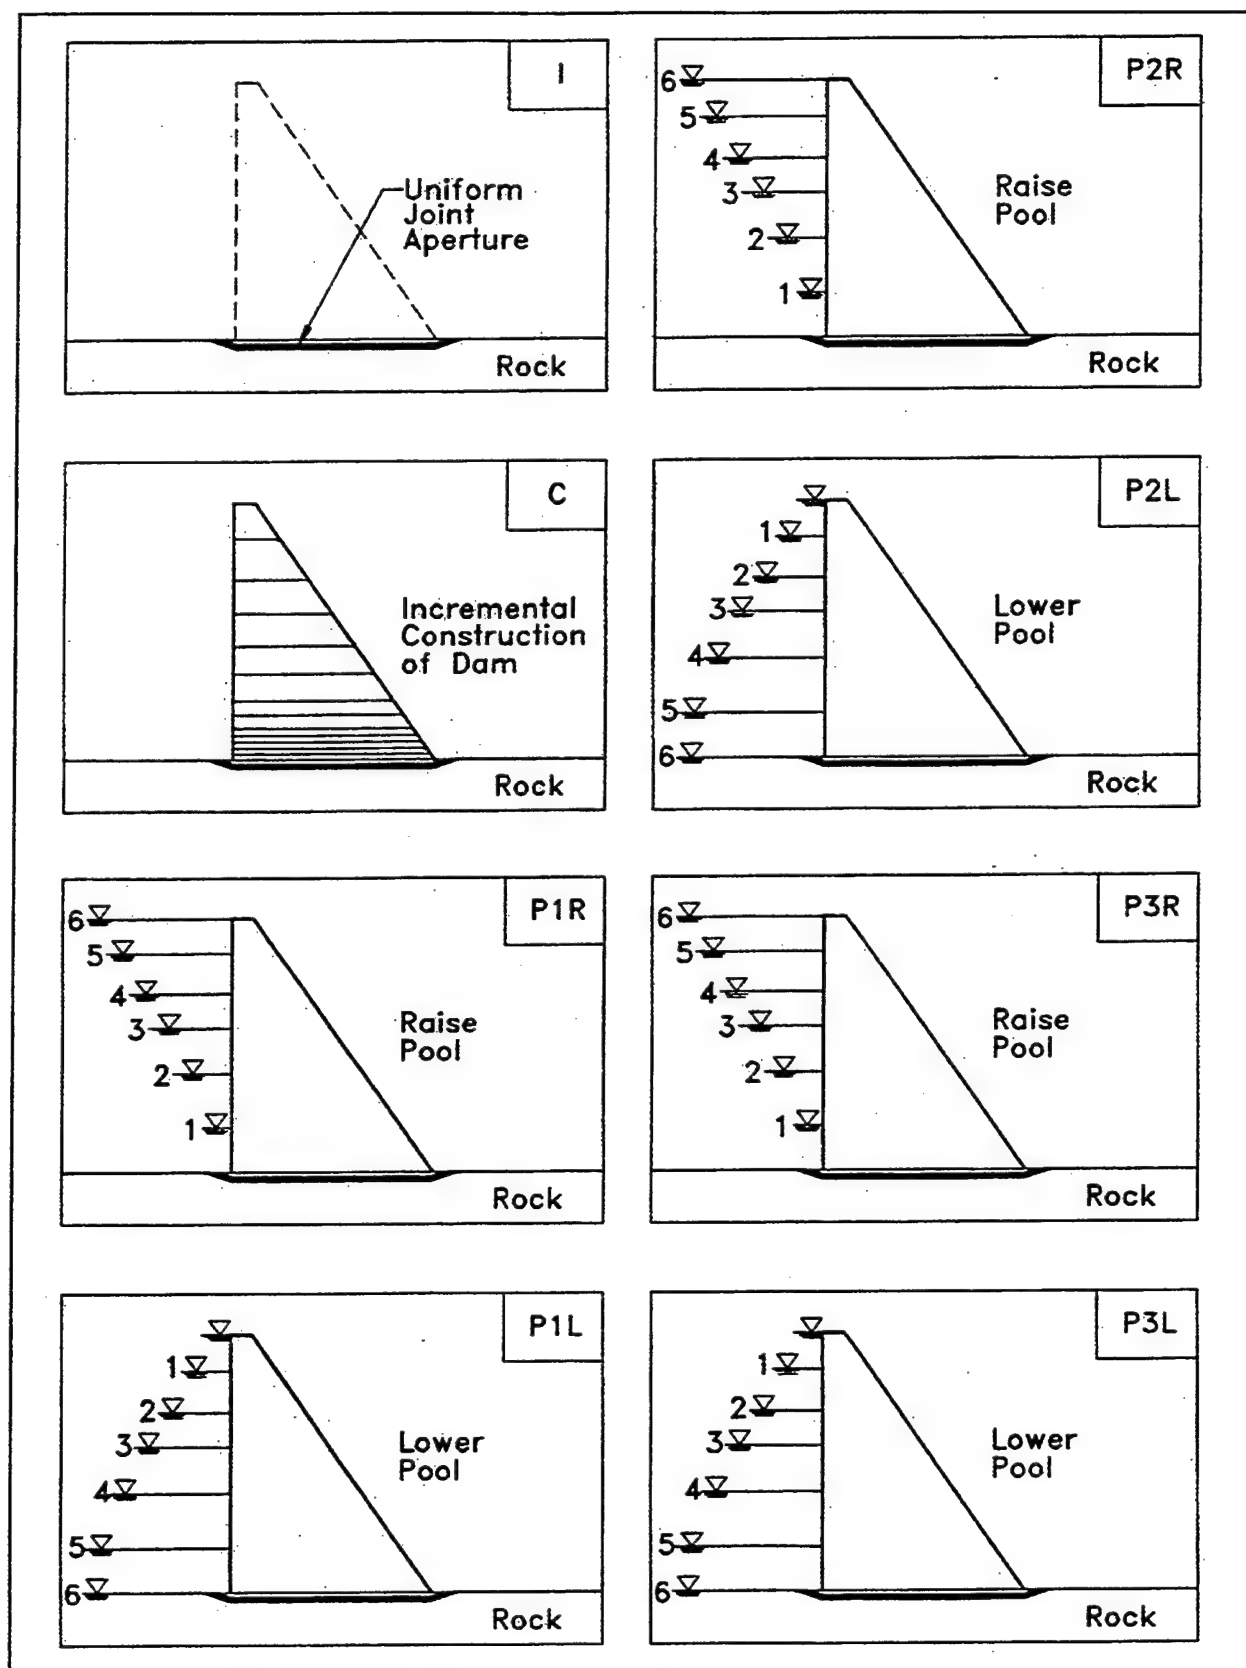 I
Uniform
Joint
Aperture
Rock
C
Incremental
Construction
of Dam
Rock
P1R
6
5
4
3
2
1
Raise
Pool
Rock
P1L
1
2
3
4
5
6
Lower
Pool
Rock
P2R
6
5
4
3
2
1
Raise
Pool
Rock
P2L
1
2
3
4
5
6
Lower
Pool
Rock
P3R
6
5
4
3
2
1
Raise
Pool
Rock
P3L
1
2
3
4
5
6
Lower
Pool
Rock